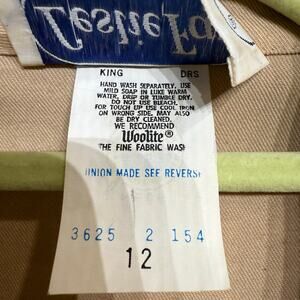 Leslie Fa
KING DRS
HAND WASH SEPARATELY. USE
MILD SOAP IN LUKE WARM
WATER, DRIP OR TUMBLE DRY.
DO NOT USE BLEACH.
FOR TOUCH UP USE COOL IRON
ON WRONG SIDE. MAY ALSO
BE DRY CLEANED.
WE RECOMMEND
Woolite®
THE FINE FABRIC WASH
UNION MADE SEE REVERSE
3625 2 154
12